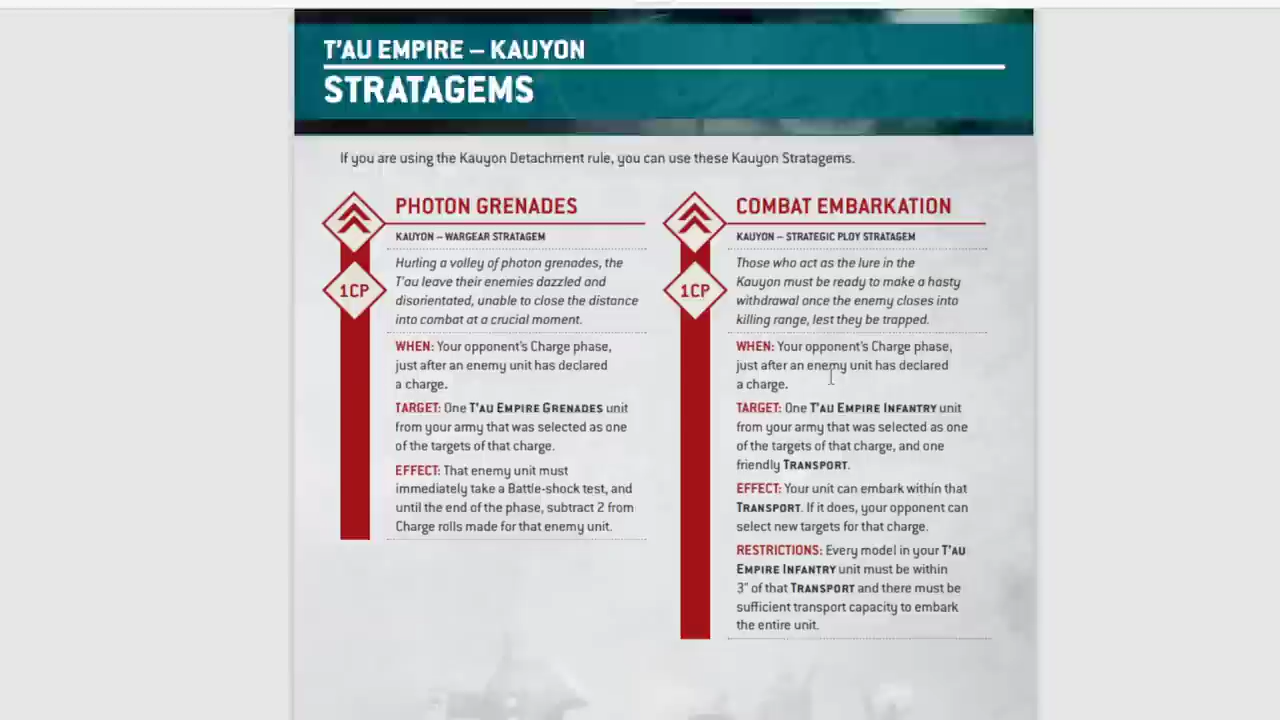 T'AU EMPIRE – KAUYON
STRATAGEMS
If you are using the Kauyon Detachment rule, you can use these Kauyon Stratagems.
PHOTON GRENADES
KAUYON – WARGEAR STRATAGEM
1CP
Hurling a volley of photon grenades, the
T'au leave their enemies dazzled and
disorientated, unable to close the distance
into combat at a crucial moment.
WHEN: Your opponent's Charge phase,
just after an enemy unit has declared
a charge.
TARGET: One T'AU EMPIRE GRENADES unit
from your army that was selected as one
of the targets of that charge.
EFFECT: That enemy unit must
immediately take a Battle-shock test, and
until the end of the phase, subtract 2 from
Charge rolls made for that enemy unit.
COMBAT EMBARKATION
KAUYON – STRATEGIC PLOY STRATAGEM
1CP
Those who act as the lure in the
Kauyon must be ready to make a hasty
withdrawal once the enemy closes into
killing range, lest they be trapped.
WHEN: Your opponent's Charge phase,
just after an enemy unit has declared
a charge.
TARGET: One T'AU EMPIRE INFANTRY unit
from your army that was selected as one
of the targets of that charge, and one
friendly TRANSPORT.
EFFECT: Your unit can embark within that
TRANSPORT. If it does, your opponent can
select new targets for that charge.
RESTRICTIONS: Every model in your T'AU
EMPIRE INFANTRY unit must be within
3" of that TRANSPORT and there must be
sufficient transport capacity to embark
the entire unit.